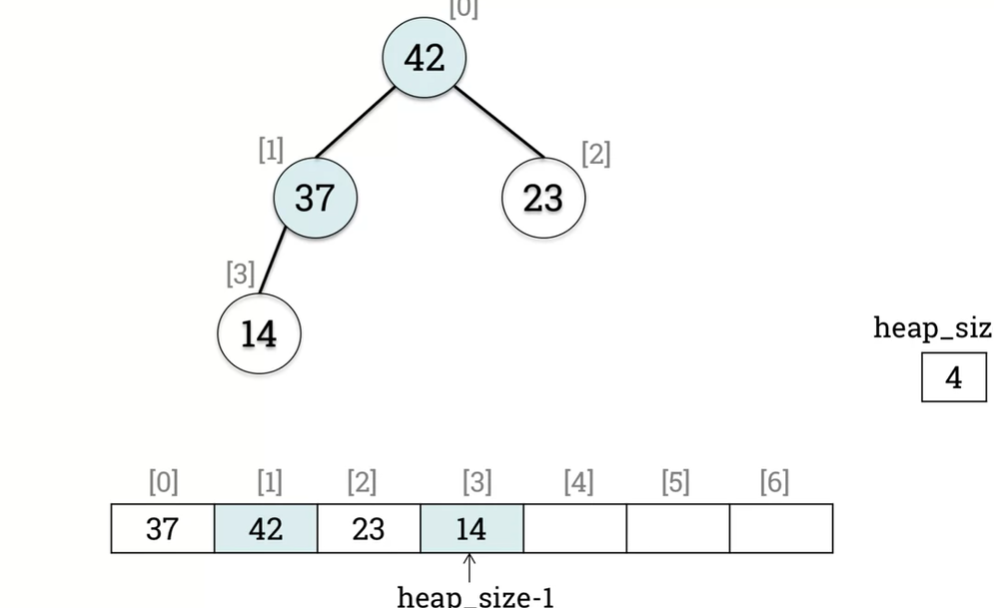 [0]
42
[1]
[2]
37
23
[3]
14
heap_siz
4
[0] [1] [2] [3] [4] [5] [6]
37 42 23 14
heap_size-1